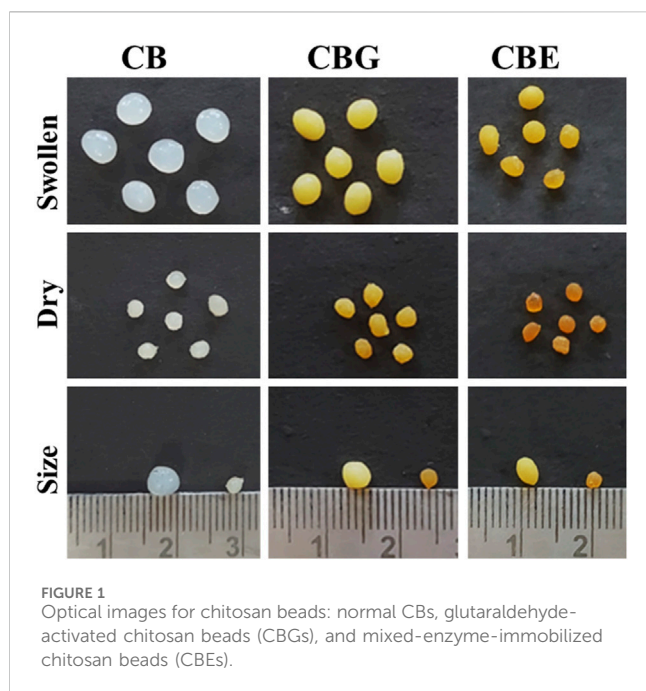 CB CBG CBE
Swollen
Dry
Size
1 2 3
1 2
1 2
FIGURE 1
Optical images for chitosan beads: normal CBs, glutaraldehyde-
activated chitosan beads (CBGs), and mixed-enzyme-immobilized
chitosan beads (CBEs).